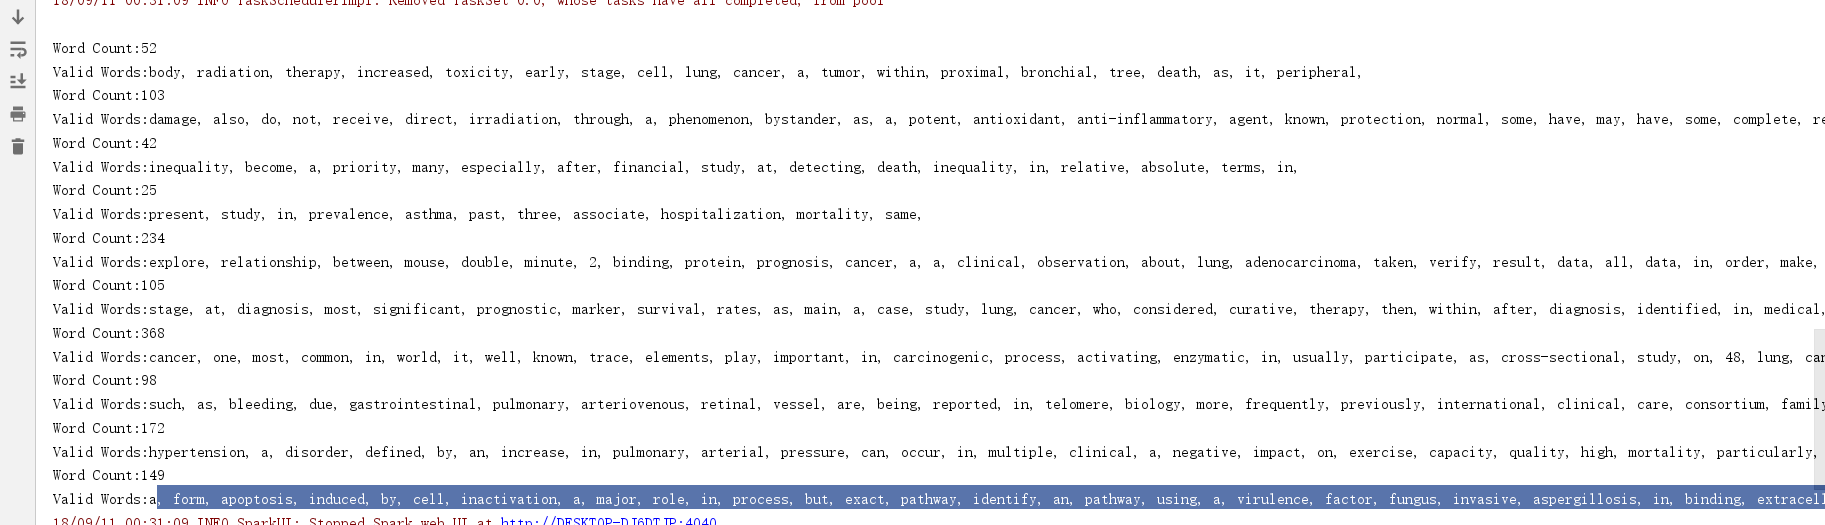 18/09/11 00:31:09 INFO TaskSchedulerImpl: Removed TaskSet 6.0, whose tasks have all completed, from pool
Word Count:52
Valid Words:body, radiation, therapy, increased, toxicity, early, stage, cell, lung, cancer, a, tumor, within, proximal, bronchial, tree, death, as, it, peripheral,
Word Count:103
Valid Words:damage, also, do, not, receive, direct, irradiation, through, a, phenomenon, bystander, as, a, potent, antioxidant, anti-inflammatory, agent, known, protection, normal, some, have, may, have, some, complete, re
Word Count:42
Valid Words:inequality, become, a, priority, many, especially, after, financial, study, at, detecting, death, inequality, in, relative, absolute, terms, in,
Word Count:25
Valid Words:present, study, in, prevalence, asthma, past, three, associate, hospitalization, mortality, same,
Word Count:234
Valid Words:explore, relationship, between, mouse, double, minute, 2, binding, protein, prognosis, cancer, a, a, clinical, observation, about, lung, adenocarcinoma, taken, verify, result, data, all, data, in, order, make,
Word Count:105
Valid Words:stage, at, diagnosis, most, significant, prognostic, marker, survival, rates, as, main, a, case, study, lung, cancer, who, considered, curative, therapy, then, within, after, diagnosis, identified, in, medical,
Word Count:368
Valid Words:cancer, one, most, common, in, world, it, well, known, trace, elements, play, important, in, carcinogenic, process, activating, enzymatic, in, usually, participate, as, cross-sectional, study, on, 48, lung, can
Word Count:98
Valid Words:such, as, bleeding, due, gastrointestinal, pulmonary, arteriovenous, retinal, vessel, are, being, reported, in, telomere, biology, more, frequently, previously, international, clinical, care, consortium, family
Word Count:172
Valid Words:hypertension, a, disorder, defined, by, an, increase, in, pulmonary, arterial, pressure, can, occur, in, multiple, clinical, a, negative, impact, on, exercise, capacity, quality, high, mortality, particularly,
Word Count:149
Valid Words:a, form, apoptosis, induced, by, cell, inactivation, a, major, role, in, process, but, exact, pathway, identify, an, pathway, using, a, virulence, factor, fungus, invasive, aspergillosis, in, binding, extracell
18/09/11 00:31:09 INFO SparkUI: Stopped Spark web UI at http://DESKTOP-DJ6DTJP:4040